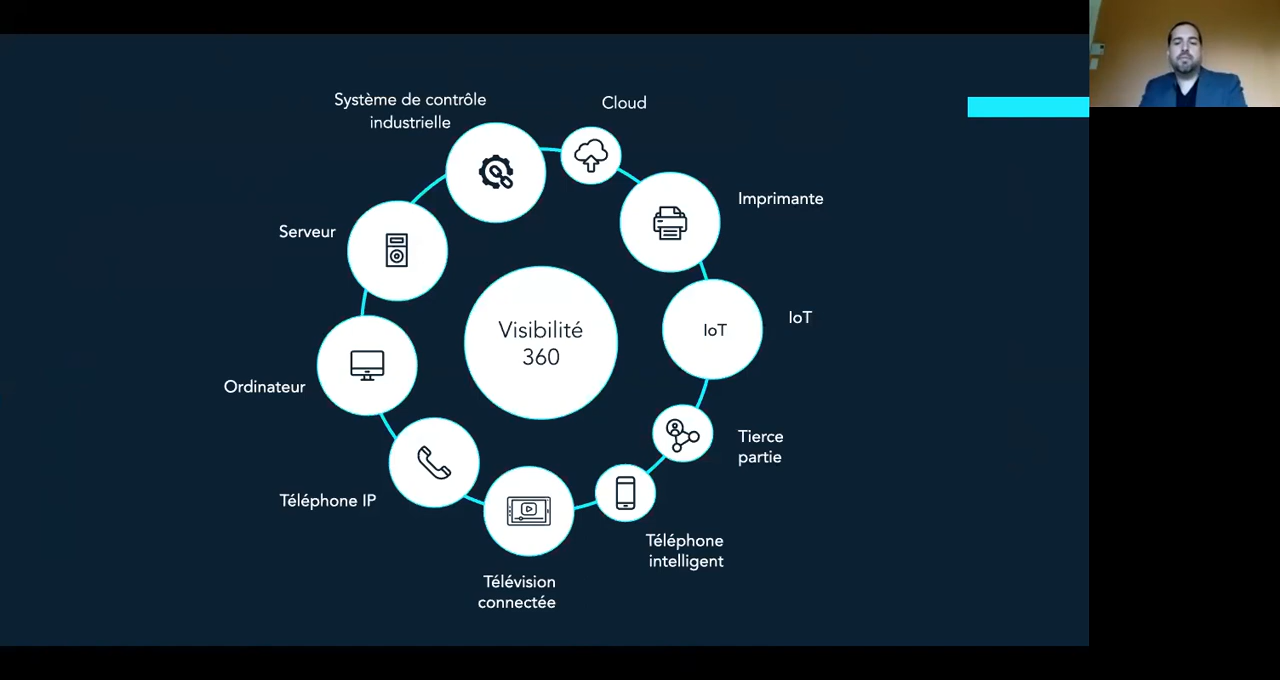 Système de contrôle
industrielle
Cloud
Imprimante
Serveur
IoT
IoT
Visibilité
360
Ordinateur
Tierce
partie
Téléphone IP
Téléphone
intelligent
Télévision
connectée